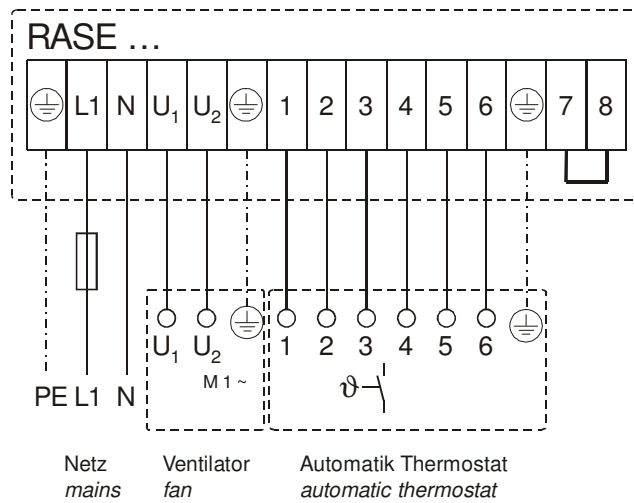 RASE ...
L1 N U1 U2 1 2 3 4 5 6 7 8
U1 U2 1 2 3 4 5 6
M 1 ~ ϑ
PE L1 N
Netz Ventilator Automatik Thermostat
mains fan automatic thermostat